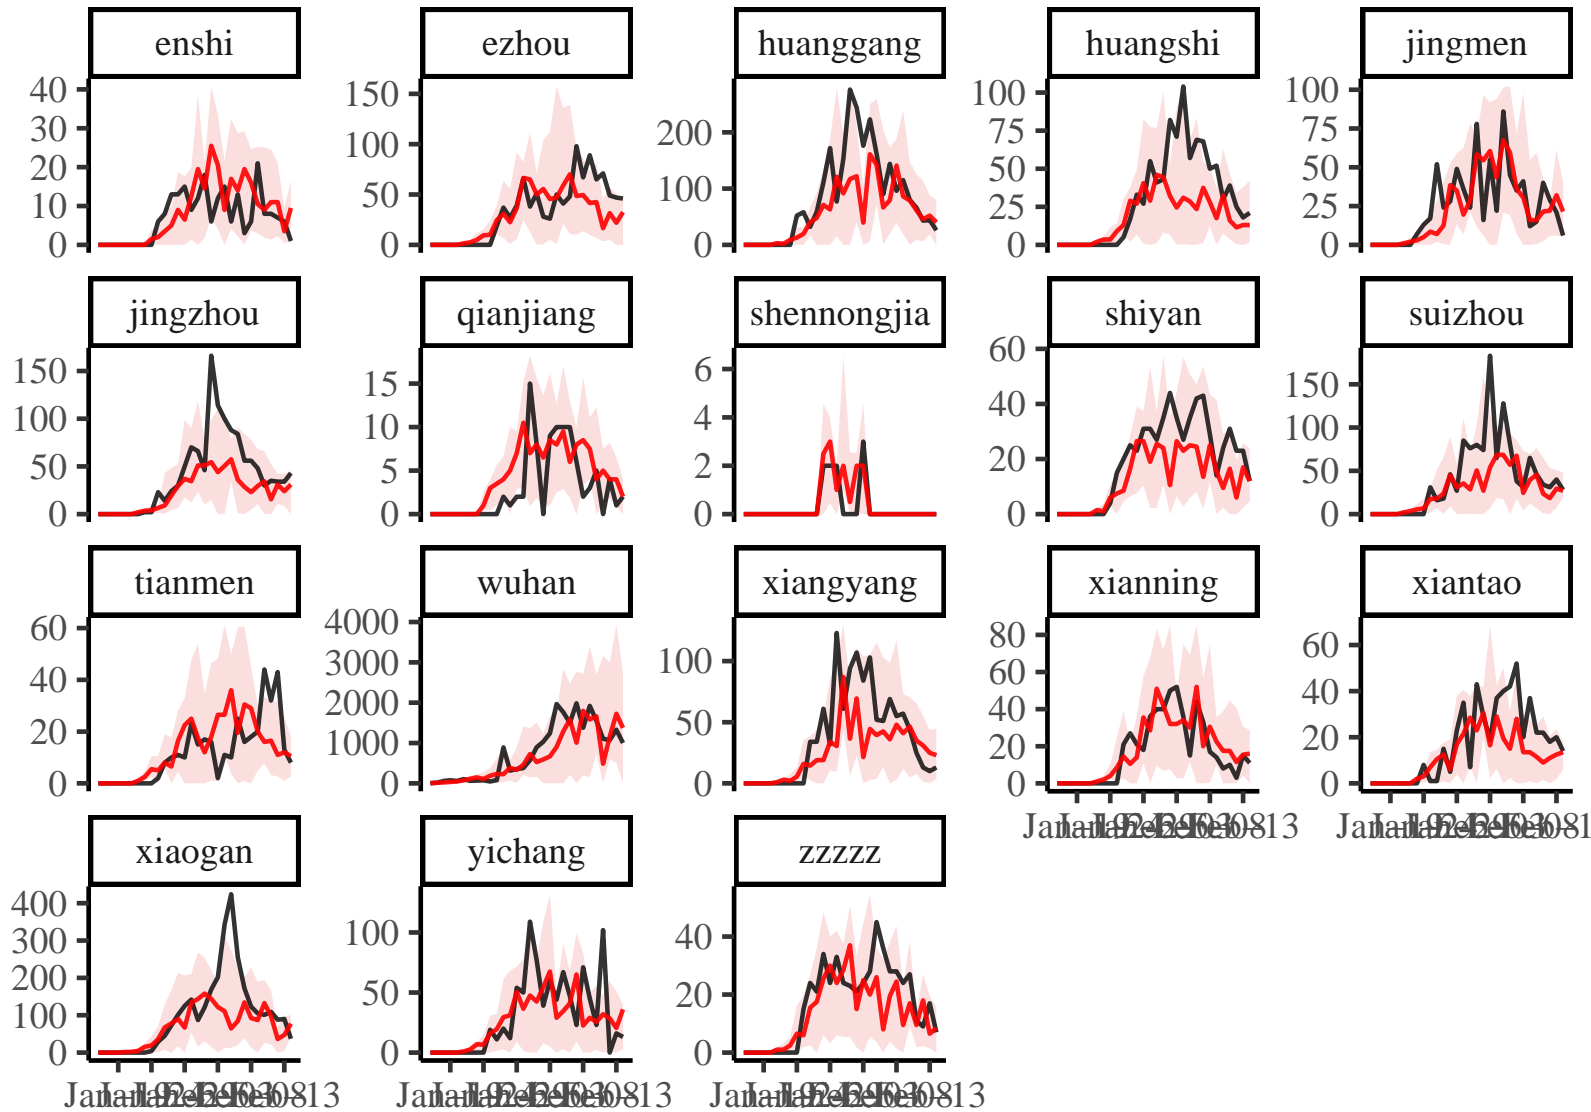 enshi ezhou huanggang huangshi jingmen
40 150 200 100 100
30 100 100 75 75
20 50 0 50 50
10 0 25 25
0 0 0
jingzhou qianjiang shennongjia shiyan suizhou
150 15 6 60 150
100 10 4 40 100
50 5 2 20 50
0 0 0 0 0
tianmen wuhan xiangyang xianning xiantao
60 4000 100 80 60
40 3000 50 60 40
20 2000 0 40 20
0 1000 20 0
0 0
xiaogan yichang zzzzz
400 100 40
300 50 20
200 0 0
100
0